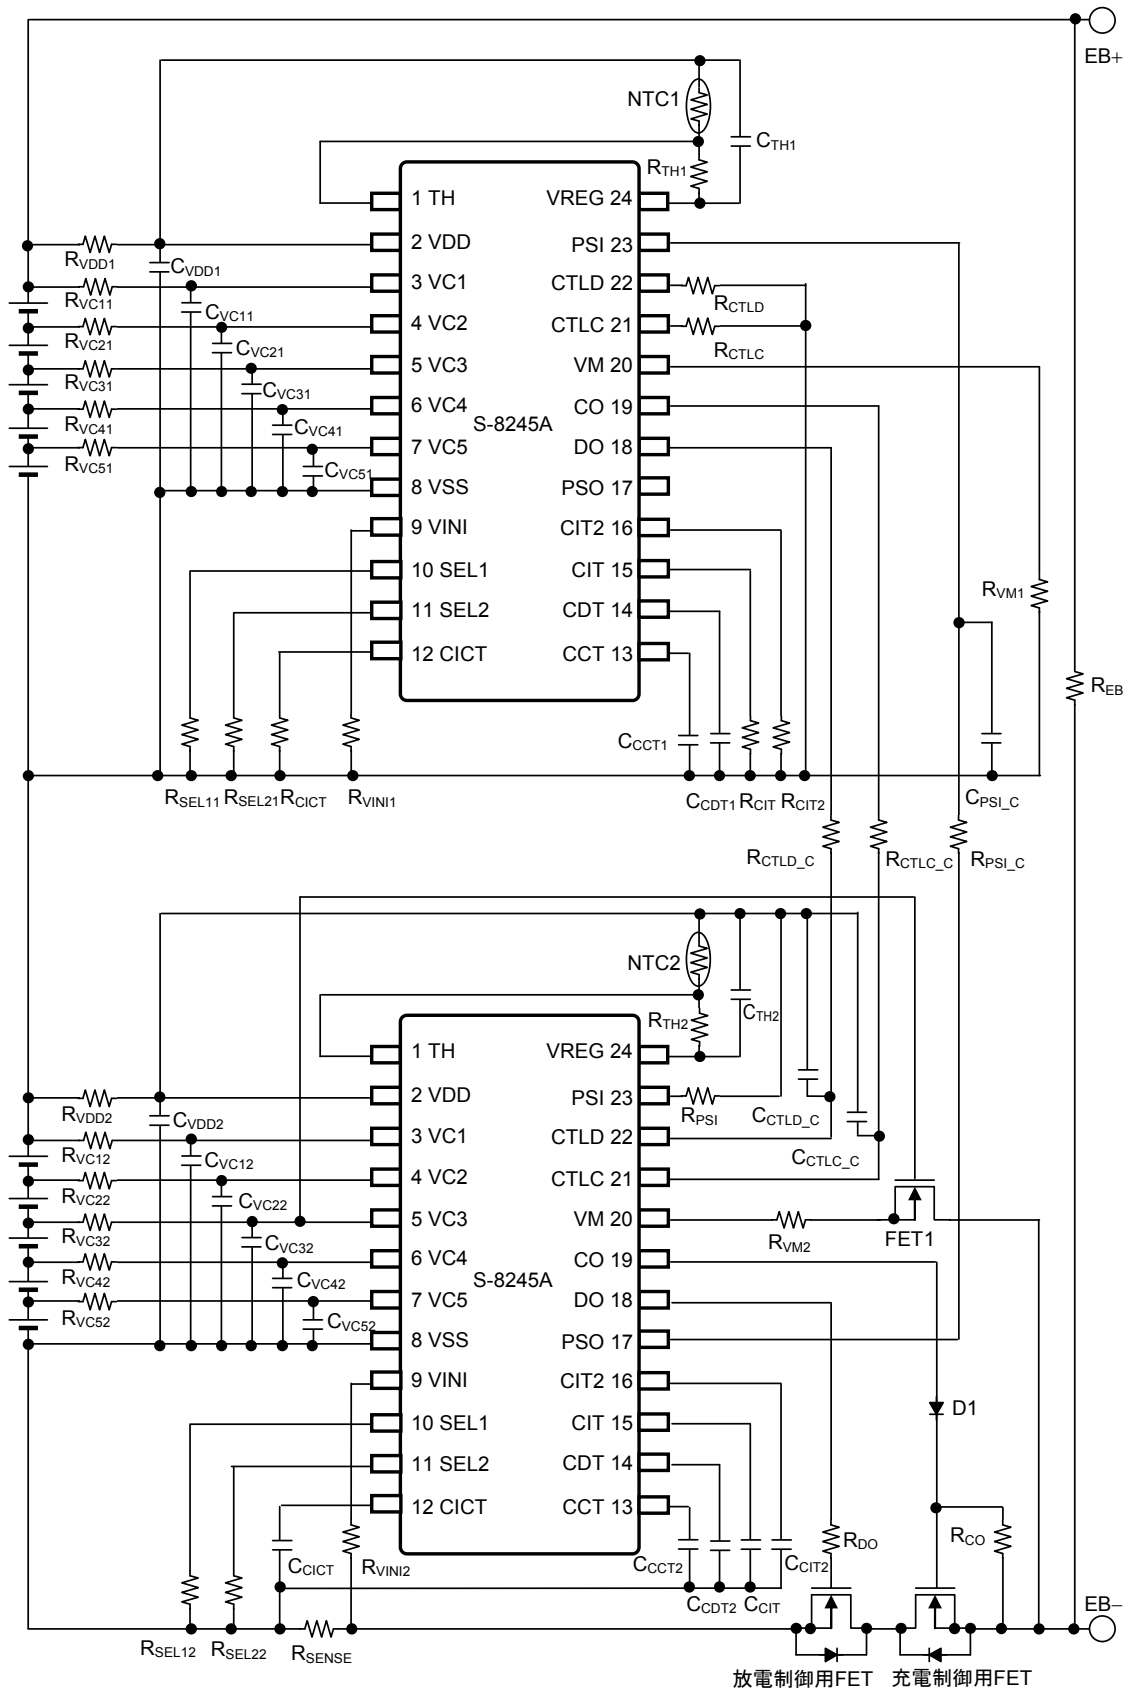 EB+
NTC1
CTH1
RTH1
1 TH
VREG 24
2 VDD
PSI 23
RVDD1
CVDD1
3 VC1
CTLD 22
RVC11
CVC11
RCTLD
4 VC2
CTLC 21
RVC21
CVC21
RCTLC
5 VC3
VM 20
RVC31
CVC31
6 VC4
CO 19
S-8245A
RVC41
CVC41
7 VC5
DO 18
RVC51
CVC51
8 VSS
PSO 17
9 VINI
CIT2 16
10 SEL1
CIT 15
RVM1
11 SEL2
CDT 14
12 CICT
CCT 13
REB
CCCT1
RSEL11
RSEL21
RCICT
RVINI1
CCDT1
RCIT
RCIT2
CPSI_C
RCTLD_C
RCTLC_C
RPSI_C
NTC2
CTH2
RTH2
1 TH
VREG 24
2 VDD
PSI 23
RVDD2
CVDD2
RPSI
CCTLD_C
3 VC1
CTLD 22
RVC12
CVC12
CCTLC_C
4 VC2
CTLC 21
RVC22
CVC22
5 VC3
VM 20
RVC32
CVC32
RVM2
FET1
6 VC4
CO 19
S-8245A
RVC42
CVC42
7 VC5
DO 18
RVC52
CVC52
8 VSS
PSO 17
9 VINI
CIT2 16
10 SEL1
CIT 15
D1
11 SEL2
CDT 14
12 CICT
CCT 13
CCICT
RVINI2
CCCT2
CCIT2
RDO
RCO
CCDT2
CCIT
EB−
RSEL12
RSEL22
RSENSE
放電制御用FET
充電制御用FET